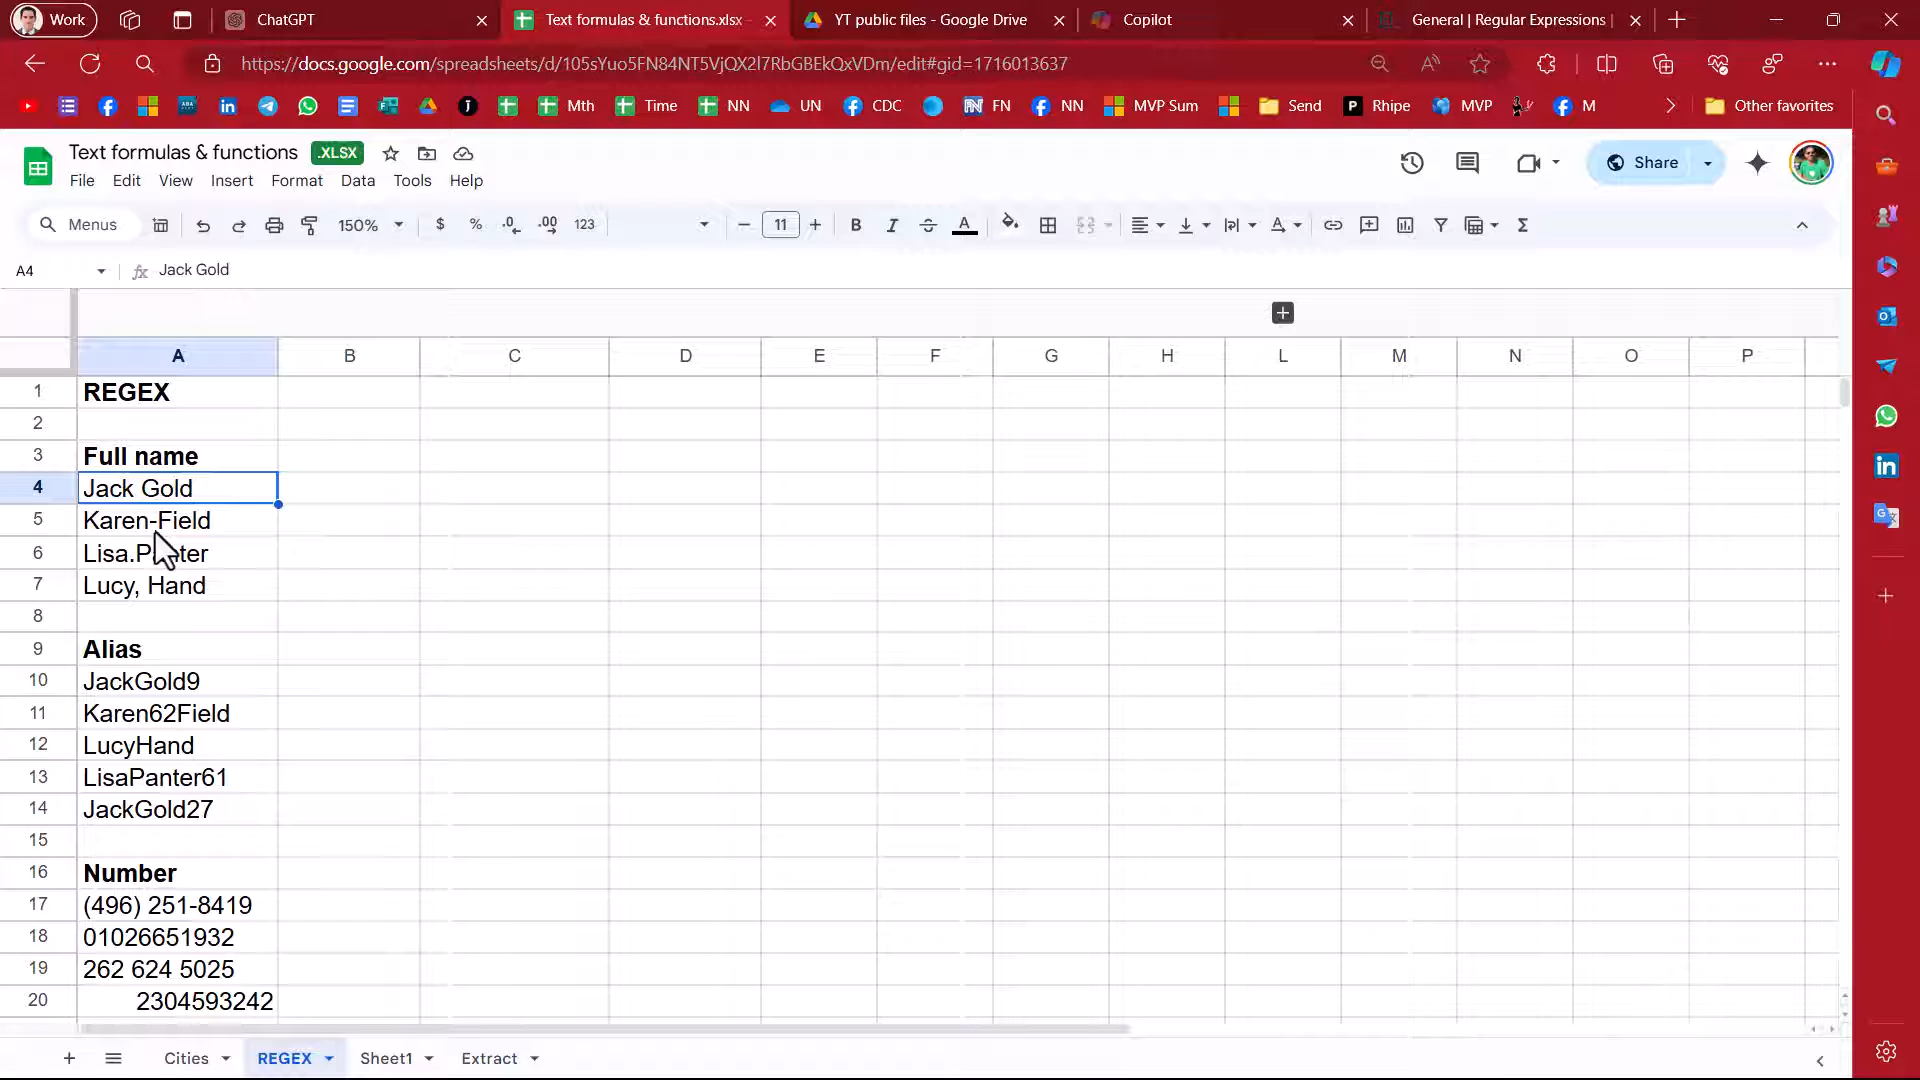 Work
ChatGPT
Text formulas & functions.xlsx -
YT public files - Google Drive
Copilot
General | Regular Expressions |
https://docs.google.com/spreadsheets/d/105sYuo5FN84NT5VjQX2l7RbGBEkQxVDm/edit#gid=1716013637
Mth
Time
NN
UN
CDC
FN
NN
MVP Sum
Send
Rhipe
MVP
M
Other favorites
Text formulas & functions .XLSX
Share
File Edit View Insert Format Data Tools Help
Menus
150%
$ % .0 .00 123
11
B I A
A4
fx Jack Gold
A B C D E F G H L M N O P
1 REGEX
2
3 Full name
4 Jack Gold
5 Karen-Field
6
7 Lucy, Hand
8
9 Alias
10 JackGold9
11 Karen62Field
12 LucyHand
13 LisaPanter61
14 JackGold27
15
16 Number
17 (496) 251-8419
18 01026651932
19 262 624 5025
20 2304593242
Cities
REGEX
Sheet1
Extract